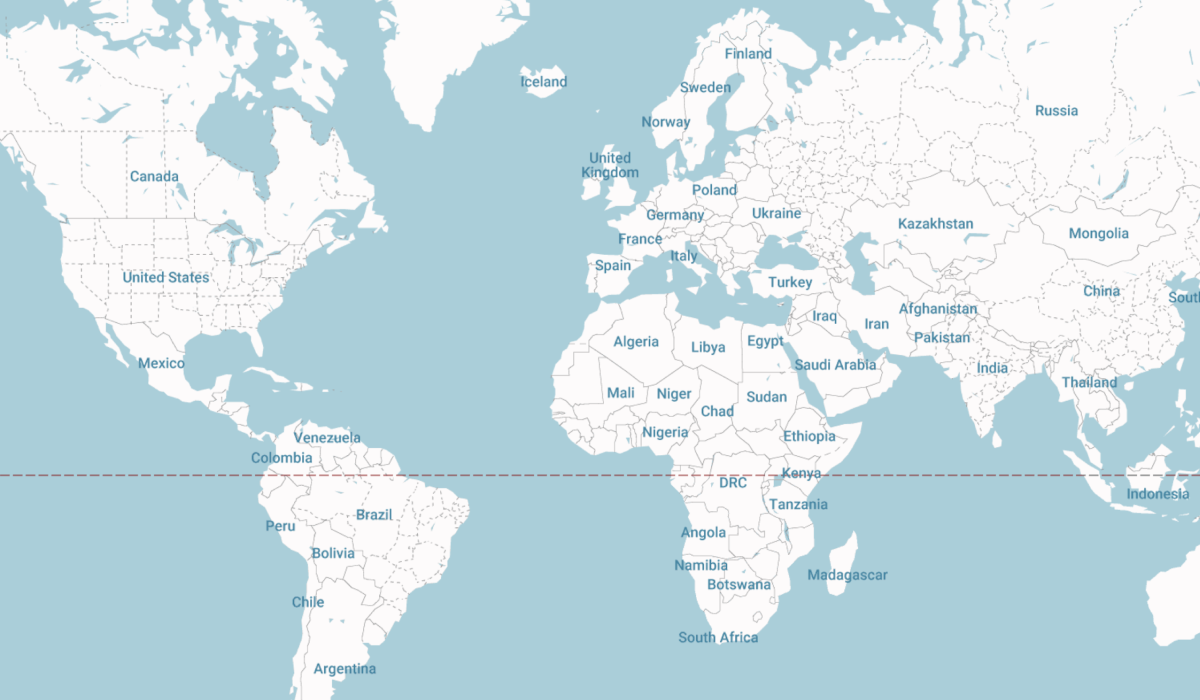 Finland
Iceland
Sweden
Russia
Norway
United
Kingdom
Canada
Poland
Germany
Ukraine
Kazakhstan
Mongolia
France
Italy
Spain
United States
Turkey
China
South
Afghanistan
Iraq
Iran
Pakistan
Algeria
Libya
Egypt
Mexico
Saudi Arabia
India
Thailand
Mali
Niger
Sudan
Chad
Nigeria
Ethiopia
Venezuela
Colombia
Kenya
DRC
Indonesia
Tanzania
Brazil
Peru
Angola
Bolivia
Namibia
Madagascar
Botswana
Chile
South Africa
Argentina